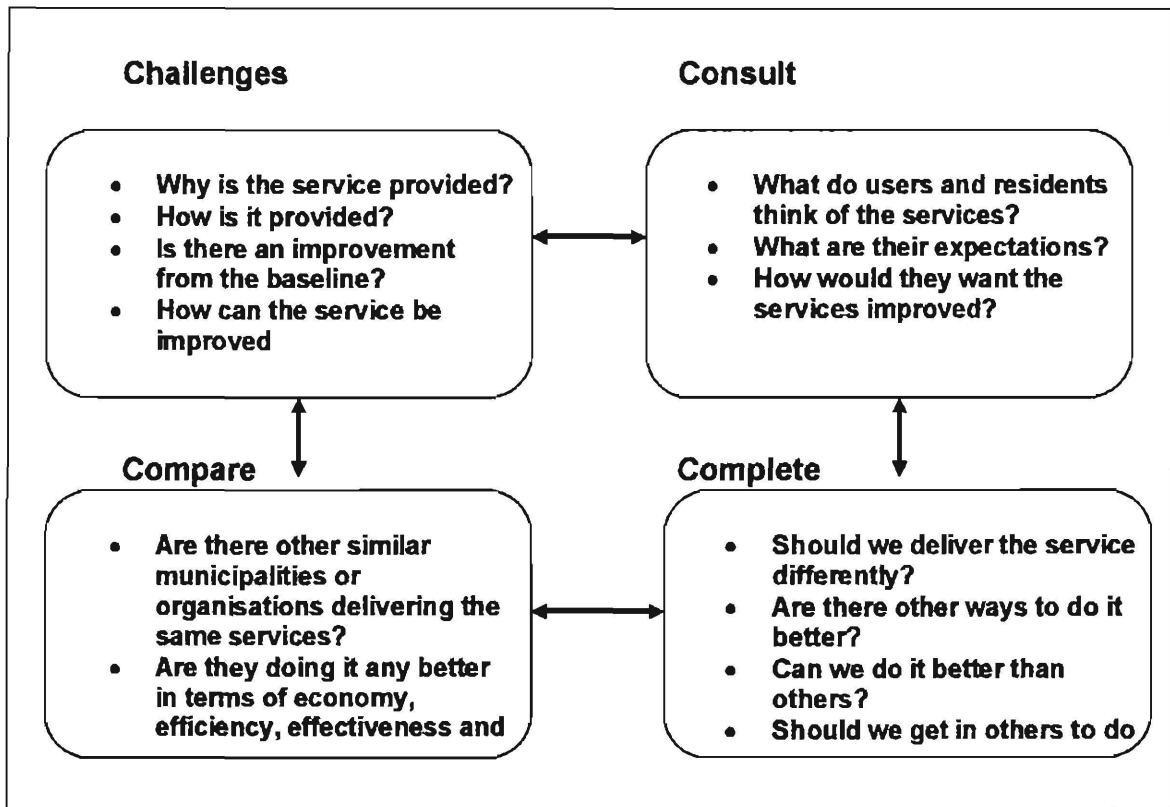 Challenges
• Why is the service provided?
• How is it provided?
• Is there an improvement
from the baseline?
• How can the service be
improved
Consult
• What do users and residents
think of the services?
• What are their expectations?
• How would they want the
services improved?
Compare
• Are there other similar
municipalities or
organisations delivering the
same services?
• Are they doing it any better
in terms of economy,
efficiency, effectiveness and
Complete
• Should we deliver the service
differently?
• Are there other ways to do it
better?
• Can we do it better than
others?
• Should we get in others to do